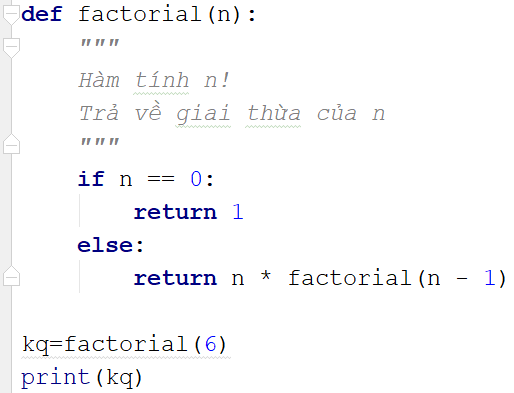 def factorial(n):
    """
    Hàm tính n!
    Trả về giai thừa của n
    """
    if n == 0:
        return 1
    else:
        return n * factorial(n - 1)

kq=factorial(6)
print(kq)